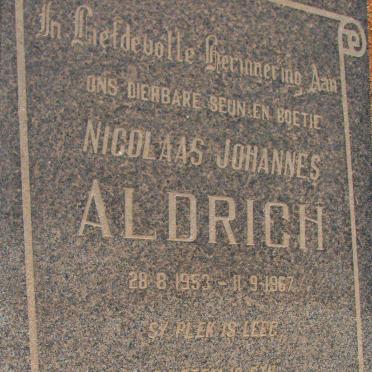 In Liefdevolle Herinnering Aan
ONS DIERBARE SEUN EN BOETIE
NICOLAAS JOHANNES
ALDRICH
28·8·1953 - 11·9·1967
SY PLEK IS LEEG